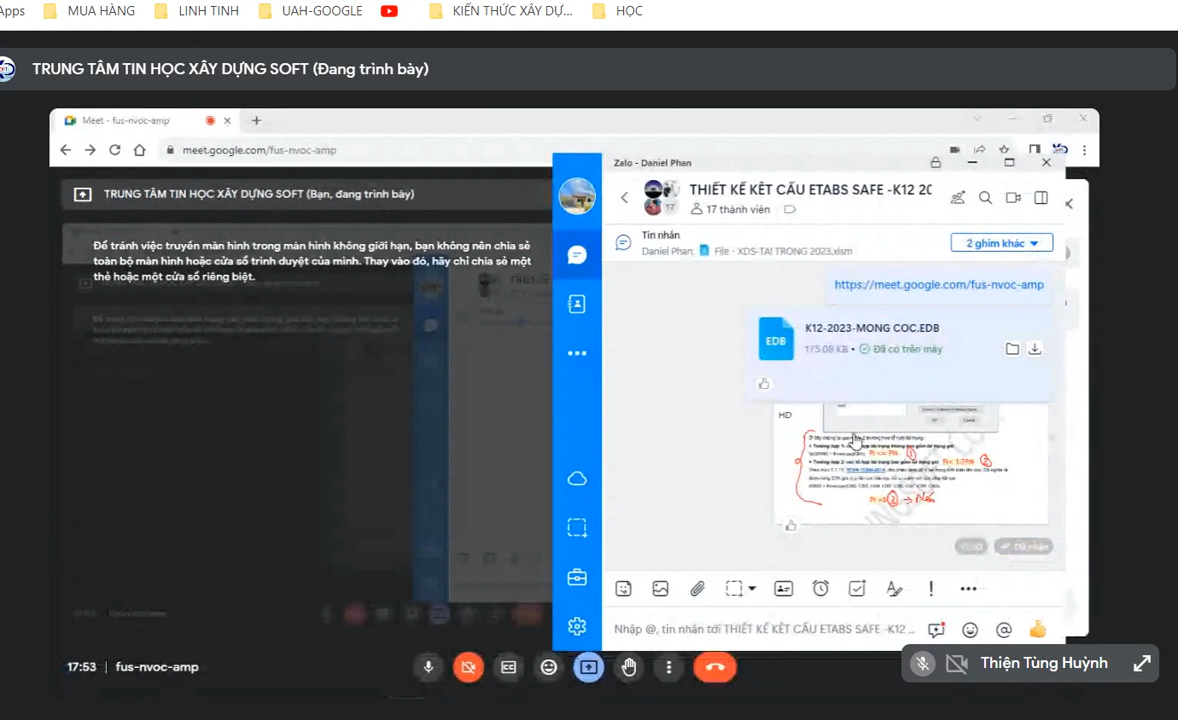 Apps
MUA HÀNG
LINH TINH
UAH-GOOGLE
KIẾN THỨC XÂY DỰ...
HỌC
TRUNG TÂM TIN HỌC XÂY DỰNG SOFT (Đang trình bày)
Meet - fus-nvoc-amp
meet.google.com/fus-nvoc-amp
Zalo - Daniel Phan
TRUNG TÂM TIN HỌC XÂY DỰNG SOFT (Bạn, đang trình bày)
THIẾT KẾ KẾT CẤU ETABS SAFE -K12 20
17
17 thành viên
Để tránh việc truyền màn hình trong màn hình không giới hạn, bạn không nên chia sẻ
toàn bộ màn hình hoặc cửa sổ trình duyệt của mình. Thay vào đó, hãy chỉ chia sẻ một
thẻ hoặc một cửa sổ riêng biệt.
Tin nhắn
Daniel Phan: File - XDS-TAI TRONG 2023.xlsm
2 ghim khác
https://meet.google.com/fus-nvoc-amp
EDB
K12-2023-MONG COC.EDB
175.08 KB • Đã có trên máy
HD
Nhập @, tin nhắn tới THIẾT KẾ KẾT CẤU ETABS SAFE -K12 ...
17:53 | fus-nvoc-amp
Thiện Tùng Huỳnh